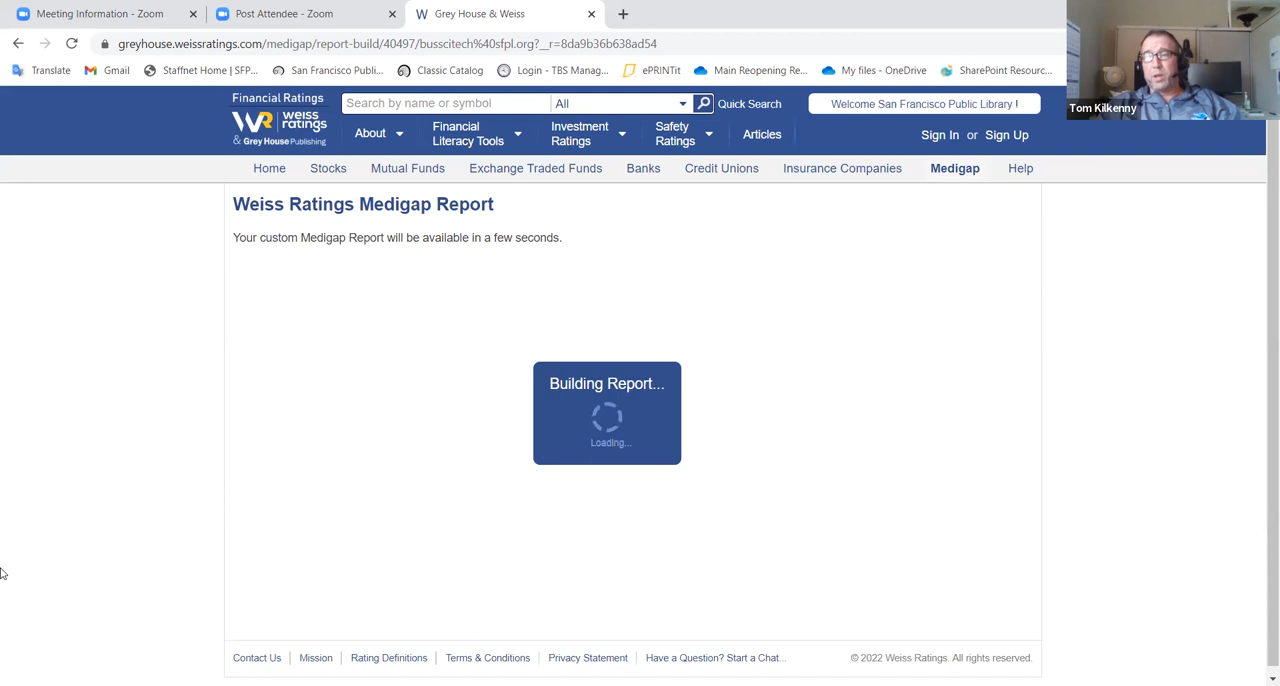 Meeting Information - Zoom
Post Attendee - Zoom
Grey House & Weiss
greyhouse.weissratings.com/medigap/report-build/40497/busscitech%40sfpl.org?__r=8da9b36b638ad54
Translate
Gmail
Staffnet Home | SFP...
San Francisco Publi...
Classic Catalog
Login - TBS Manag...
ePRINTit
Main Reopening Re...
My files - OneDrive
SharePoint Resourc...
Tom Kilkenny
Financial Ratings
WR weiss ratings
& Grey House Publishing
Search by name or symbol
All
Quick Search
Welcome San Francisco Public Library !
About
Financial Literacy Tools
Investment Ratings
Safety Ratings
Articles
Sign In or Sign Up
Home
Stocks
Mutual Funds
Exchange Traded Funds
Banks
Credit Unions
Insurance Companies
Medigap
Help
Weiss Ratings Medigap Report
Your custom Medigap Report will be available in a few seconds.
Building Report...
Loading...
Contact Us
Mission
Rating Definitions
Terms & Conditions
Privacy Statement
Have a Question? Start a Chat...
© 2022 Weiss Ratings. All rights reserved.